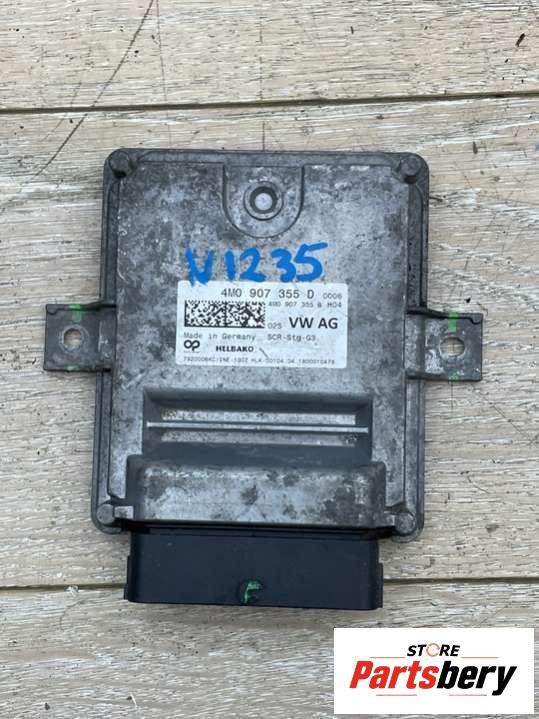 N1235
4M0 907 355 D 0006
4M0 907 355 B H04
025 VW AG
Made in Germany SCR-Stg-G3
HELBAKO
STORE
Partsbery